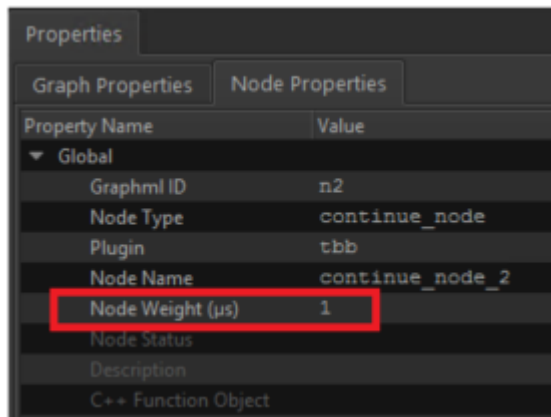 Properties
Graph Properties Node Properties
Property Name Value
Global
Graphml ID n2
Node Type continue_node
Plugin tbb
Node Name continue_node_2
Node Weight (µs) 1
Node Status
Description
C++ Function Object